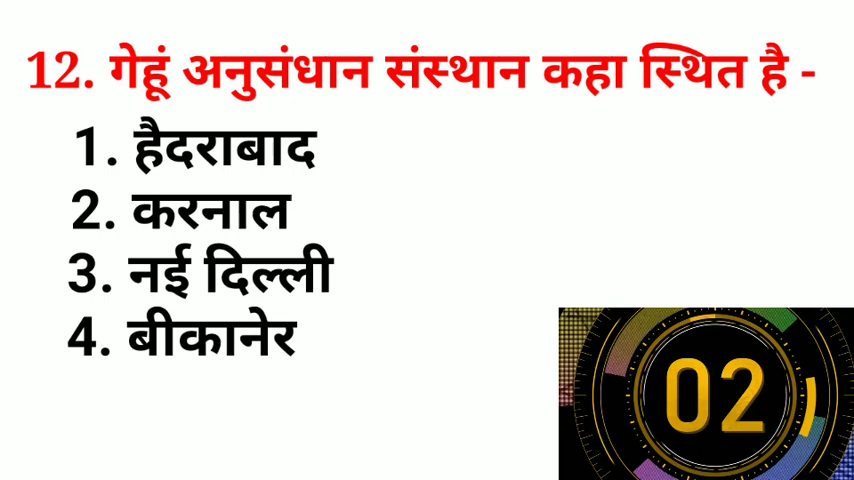 12. गेहूं अनुसंधान संस्थान कहा स्थित है -
1. हैदराबाद
2. करनाल
3. नई दिल्ली
4. बीकानेर
02